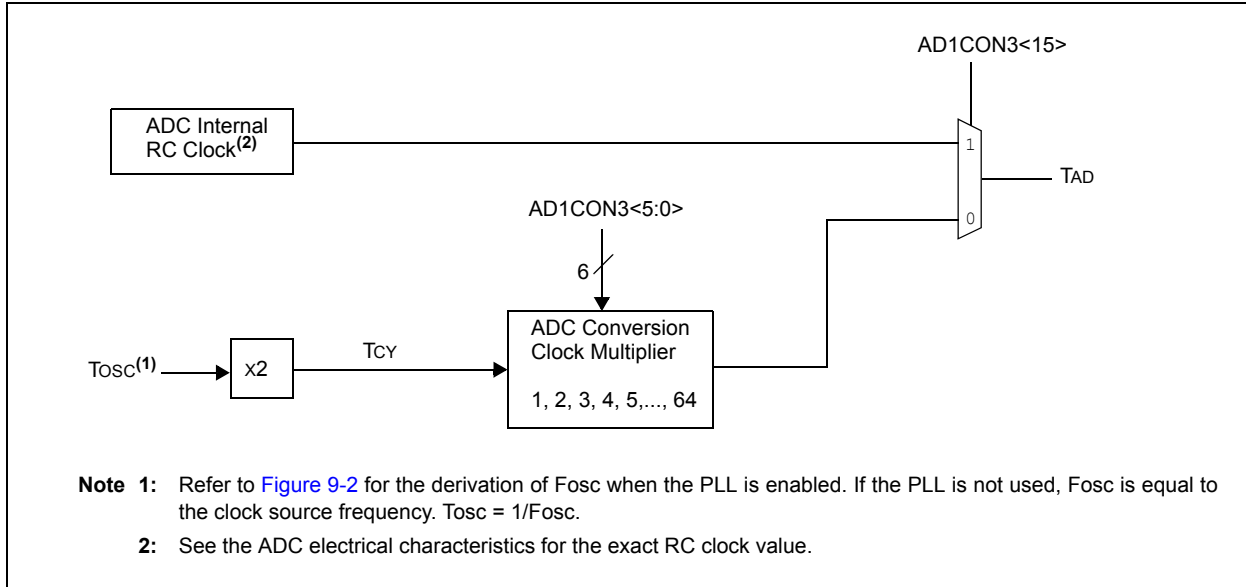 AD1CON3<15>
ADC Internal
RC Clock(2)
1
TAD
AD1CON3<5:0>
0
6
ADC Conversion
Clock Multiplier
TOSC(1)
X2
TCY
1, 2, 3, 4, 5,..., 64
Note 1: Refer to Figure 9-2 for the derivation of Fosc when the PLL is enabled. If the PLL is not used, Fosc is equal to
the clock source frequency. Tosc = 1/Fosc.
2: See the ADC electrical characteristics for the exact RC clock value.